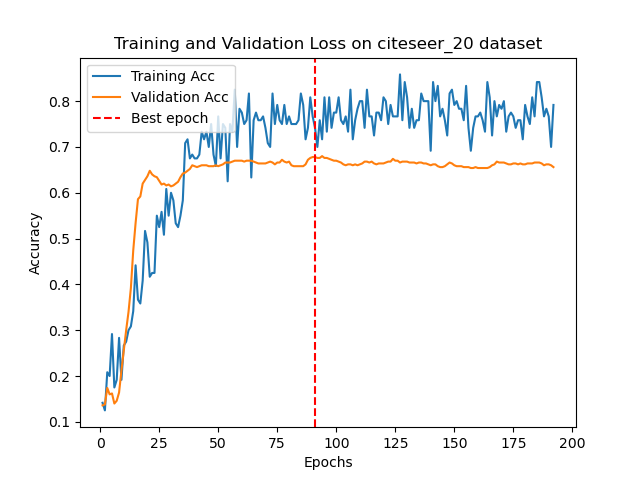 Training and Validation Loss on citeseer_20 dataset
Training Acc
Validation Acc
Best epoch
Accuracy
0.8
0.7
0.6
0.5
0.4
0.3
0.2
0.1
0 25 50 75 100 125 150 175 200
Epochs